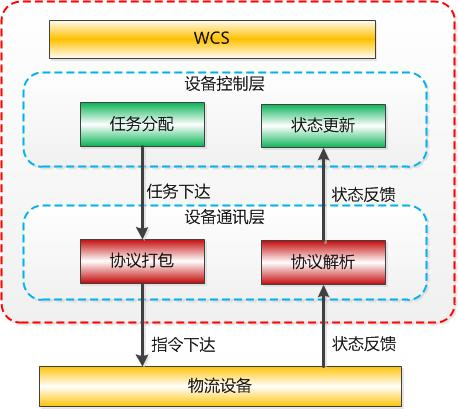 WCS
设备控制层
任务分配
状态更新
任务下达
状态反馈
设备通讯层
协议打包
协议解析
指令下达
状态反馈
物流设备